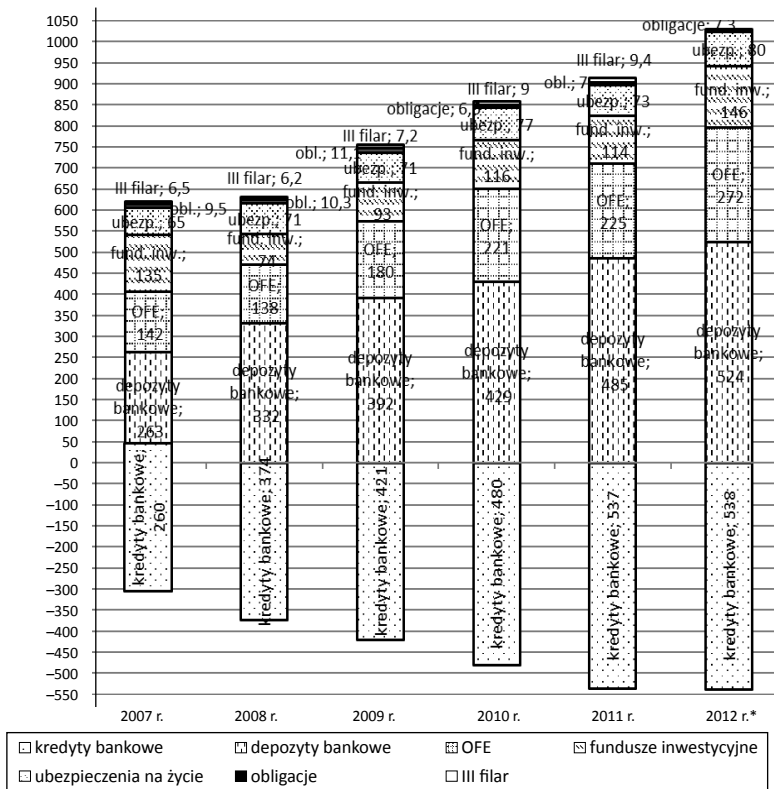 1050
1000
950
900
850
800
750
700
650
600
550
500
450
400
350
300
250
200
150
100
50
0
–50
–100
–150
–200
–250
–300
–350
–400
–450
–500
–550
III filar; 6,5
obl.; 9,5
ubezp.; 65
fund. inw.;
135
OFE;
142
depozyty
bankowe;
263
kredyty bankowe;
260
III filar; 6,2
obl.; 10,3
ubezp.; 71
fund. inw.;
74
OFE;
138
depozyty
bankowe;
332
kredyty bankowe; 374
III filar; 7,2
obl.; 11,
ubezp.; 71
fund. inw.;
93
OFE;
180
depozyty
bankowe;
392
kredyty bankowe; 421
III filar; 9
obligacje; 6,
ubezp.; 77
fund. inw.;
116
OFE;
221
depozyty
bankowe;
429
kredyty bankowe; 480
III filar; 9,4
obl.; 7
ubezp.; 73
fund. inw.;
114
OFE;
225
depozyty
bankowe;
485
kredyty bankowe; 537
obligacje; 7,3
ubezp.; 80
fund. inw.;
146
OFE;
272
depozyty
bankowe;
524
kredyty bankowe; 538
2007 r. 2008 r. 2009 r. 2010 r. 2011 r. 2012 r.*
kredyty bankowe depozyty bankowe OFE fundusze inwestycyjne
ubezpieczenia na życie obligacje III filar